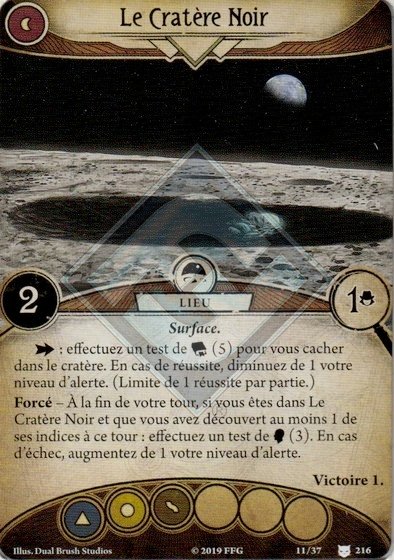 Le Cratère Noir
2
LIEU
1
Surface.
: effectuez un test de (5) pour vous cacher
dans le cratère. En cas de réussite, diminuez de 1 votre
niveau d'alerte. (Limite de 1 réussite par partie.)
Forcé – À la fin de votre tour, si vous êtes dans Le
Cratère Noir et que vous avez découvert au moins 1 de
ses indices à ce tour : effectuez un test de (3). En cas
d'échec, augmentez de 1 votre niveau d'alerte.
Victoire 1.
Illus. Dual Brush Studios © 2019 FFG 11/37 216